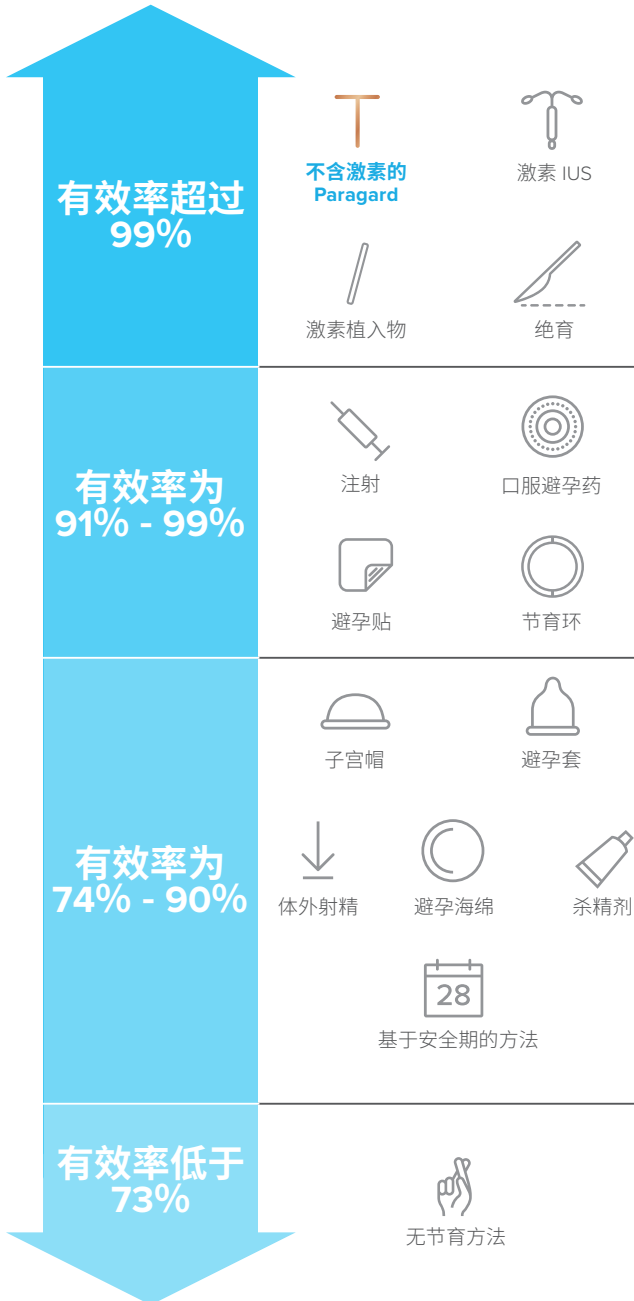 有效率超过
99%
不含激素的
Paragard
激素 IUS
激素植入物
绝育
有效率为
91% - 99%
注射
口服避孕药
避孕贴
节育环
有效率为
74% - 90%
子宫帽
避孕套
体外射精
避孕海绵
杀精剂
28
基于安全期的方法
有效率低于
73%
无节育方法